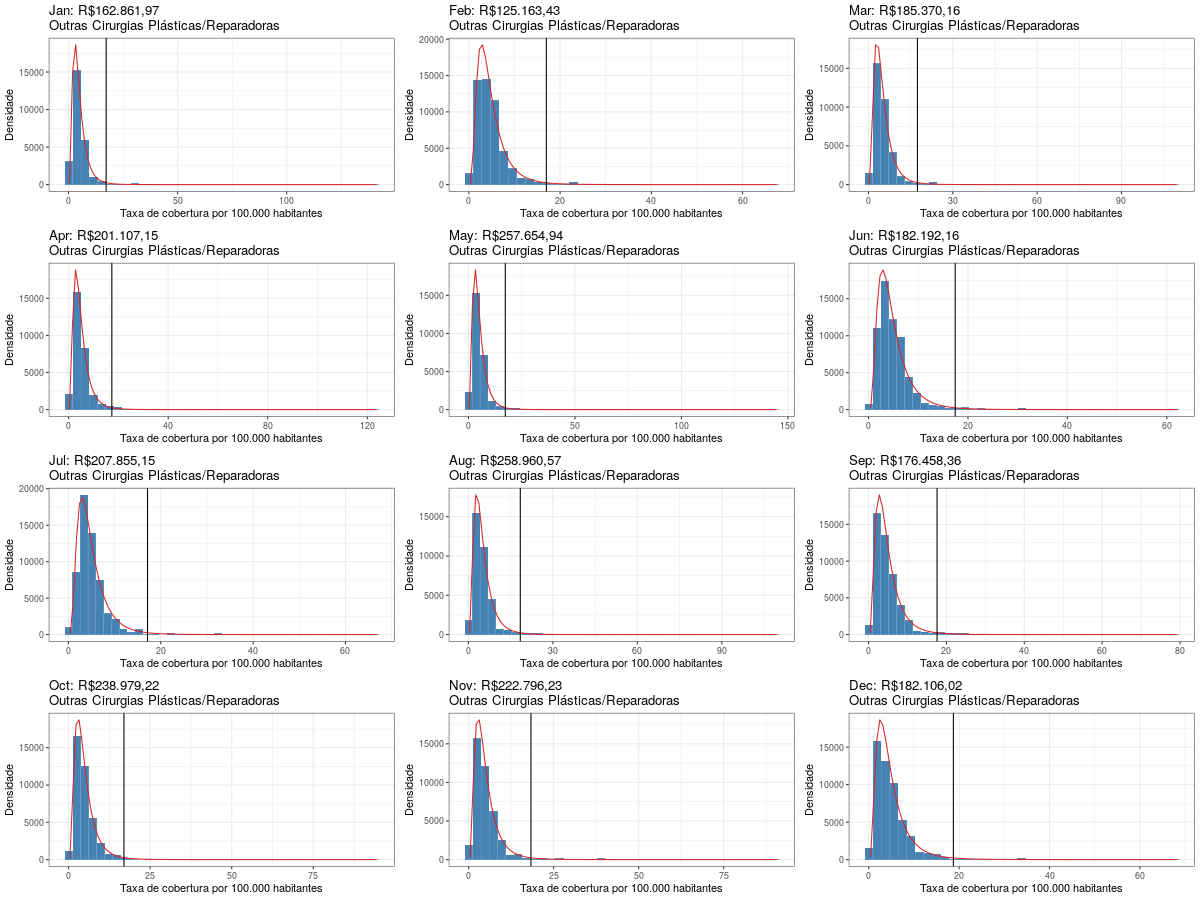 Jan: R$162.861,97
Outras Cirurgias Plásticas/Reparadoras
Densidade
15000
10000
5000
0
0 50 100
Taxa de cobertura por 100.000 habitantes
Feb: R$125.163,43
Outras Cirurgias Plásticas/Reparadoras
Densidade
20000
15000
10000
5000
0
0 20 40 60
Taxa de cobertura por 100.000 habitantes
Mar: R$185.370,16
Outras Cirurgias Plásticas/Reparadoras
Densidade
15000
10000
5000
0
0 30 60 90
Taxa de cobertura por 100.000 habitantes
Apr: R$201.107,15
Outras Cirurgias Plásticas/Reparadoras
Densidade
15000
10000
5000
0
0 40 80 120
Taxa de cobertura por 100.000 habitantes
May: R$257.654,94
Outras Cirurgias Plásticas/Reparadoras
Densidade
15000
10000
5000
0
0 50 100 150
Taxa de cobertura por 100.000 habitantes
Jun: R$182.192,16
Outras Cirurgias Plásticas/Reparadoras
Densidade
15000
10000
5000
0
0 20 40 60
Taxa de cobertura por 100.000 habitantes
Jul: R$207.855,15
Outras Cirurgias Plásticas/Reparadoras
Densidade
20000
15000
10000
5000
0
0 20 40 60
Taxa de cobertura por 100.000 habitantes
Aug: R$258.960,57
Outras Cirurgias Plásticas/Reparadoras
Densidade
15000
10000
5000
0
0 30 60 90
Taxa de cobertura por 100.000 habitantes
Sep: R$176.458,36
Outras Cirurgias Plásticas/Reparadoras
Densidade
15000
10000
5000
0
0 20 40 60 80
Taxa de cobertura por 100.000 habitantes
Oct: R$238.979,22
Outras Cirurgias Plásticas/Reparadoras
Densidade
15000
10000
5000
0
0 25 50 75
Taxa de cobertura por 100.000 habitantes
Nov: R$222.796,23
Outras Cirurgias Plásticas/Reparadoras
Densidade
15000
10000
5000
0
0 25 50 75
Taxa de cobertura por 100.000 habitantes
Dec: R$182.106,02
Outras Cirurgias Plásticas/Reparadoras
Densidade
15000
10000
5000
0
0 20 40 60
Taxa de cobertura por 100.000 habitantes